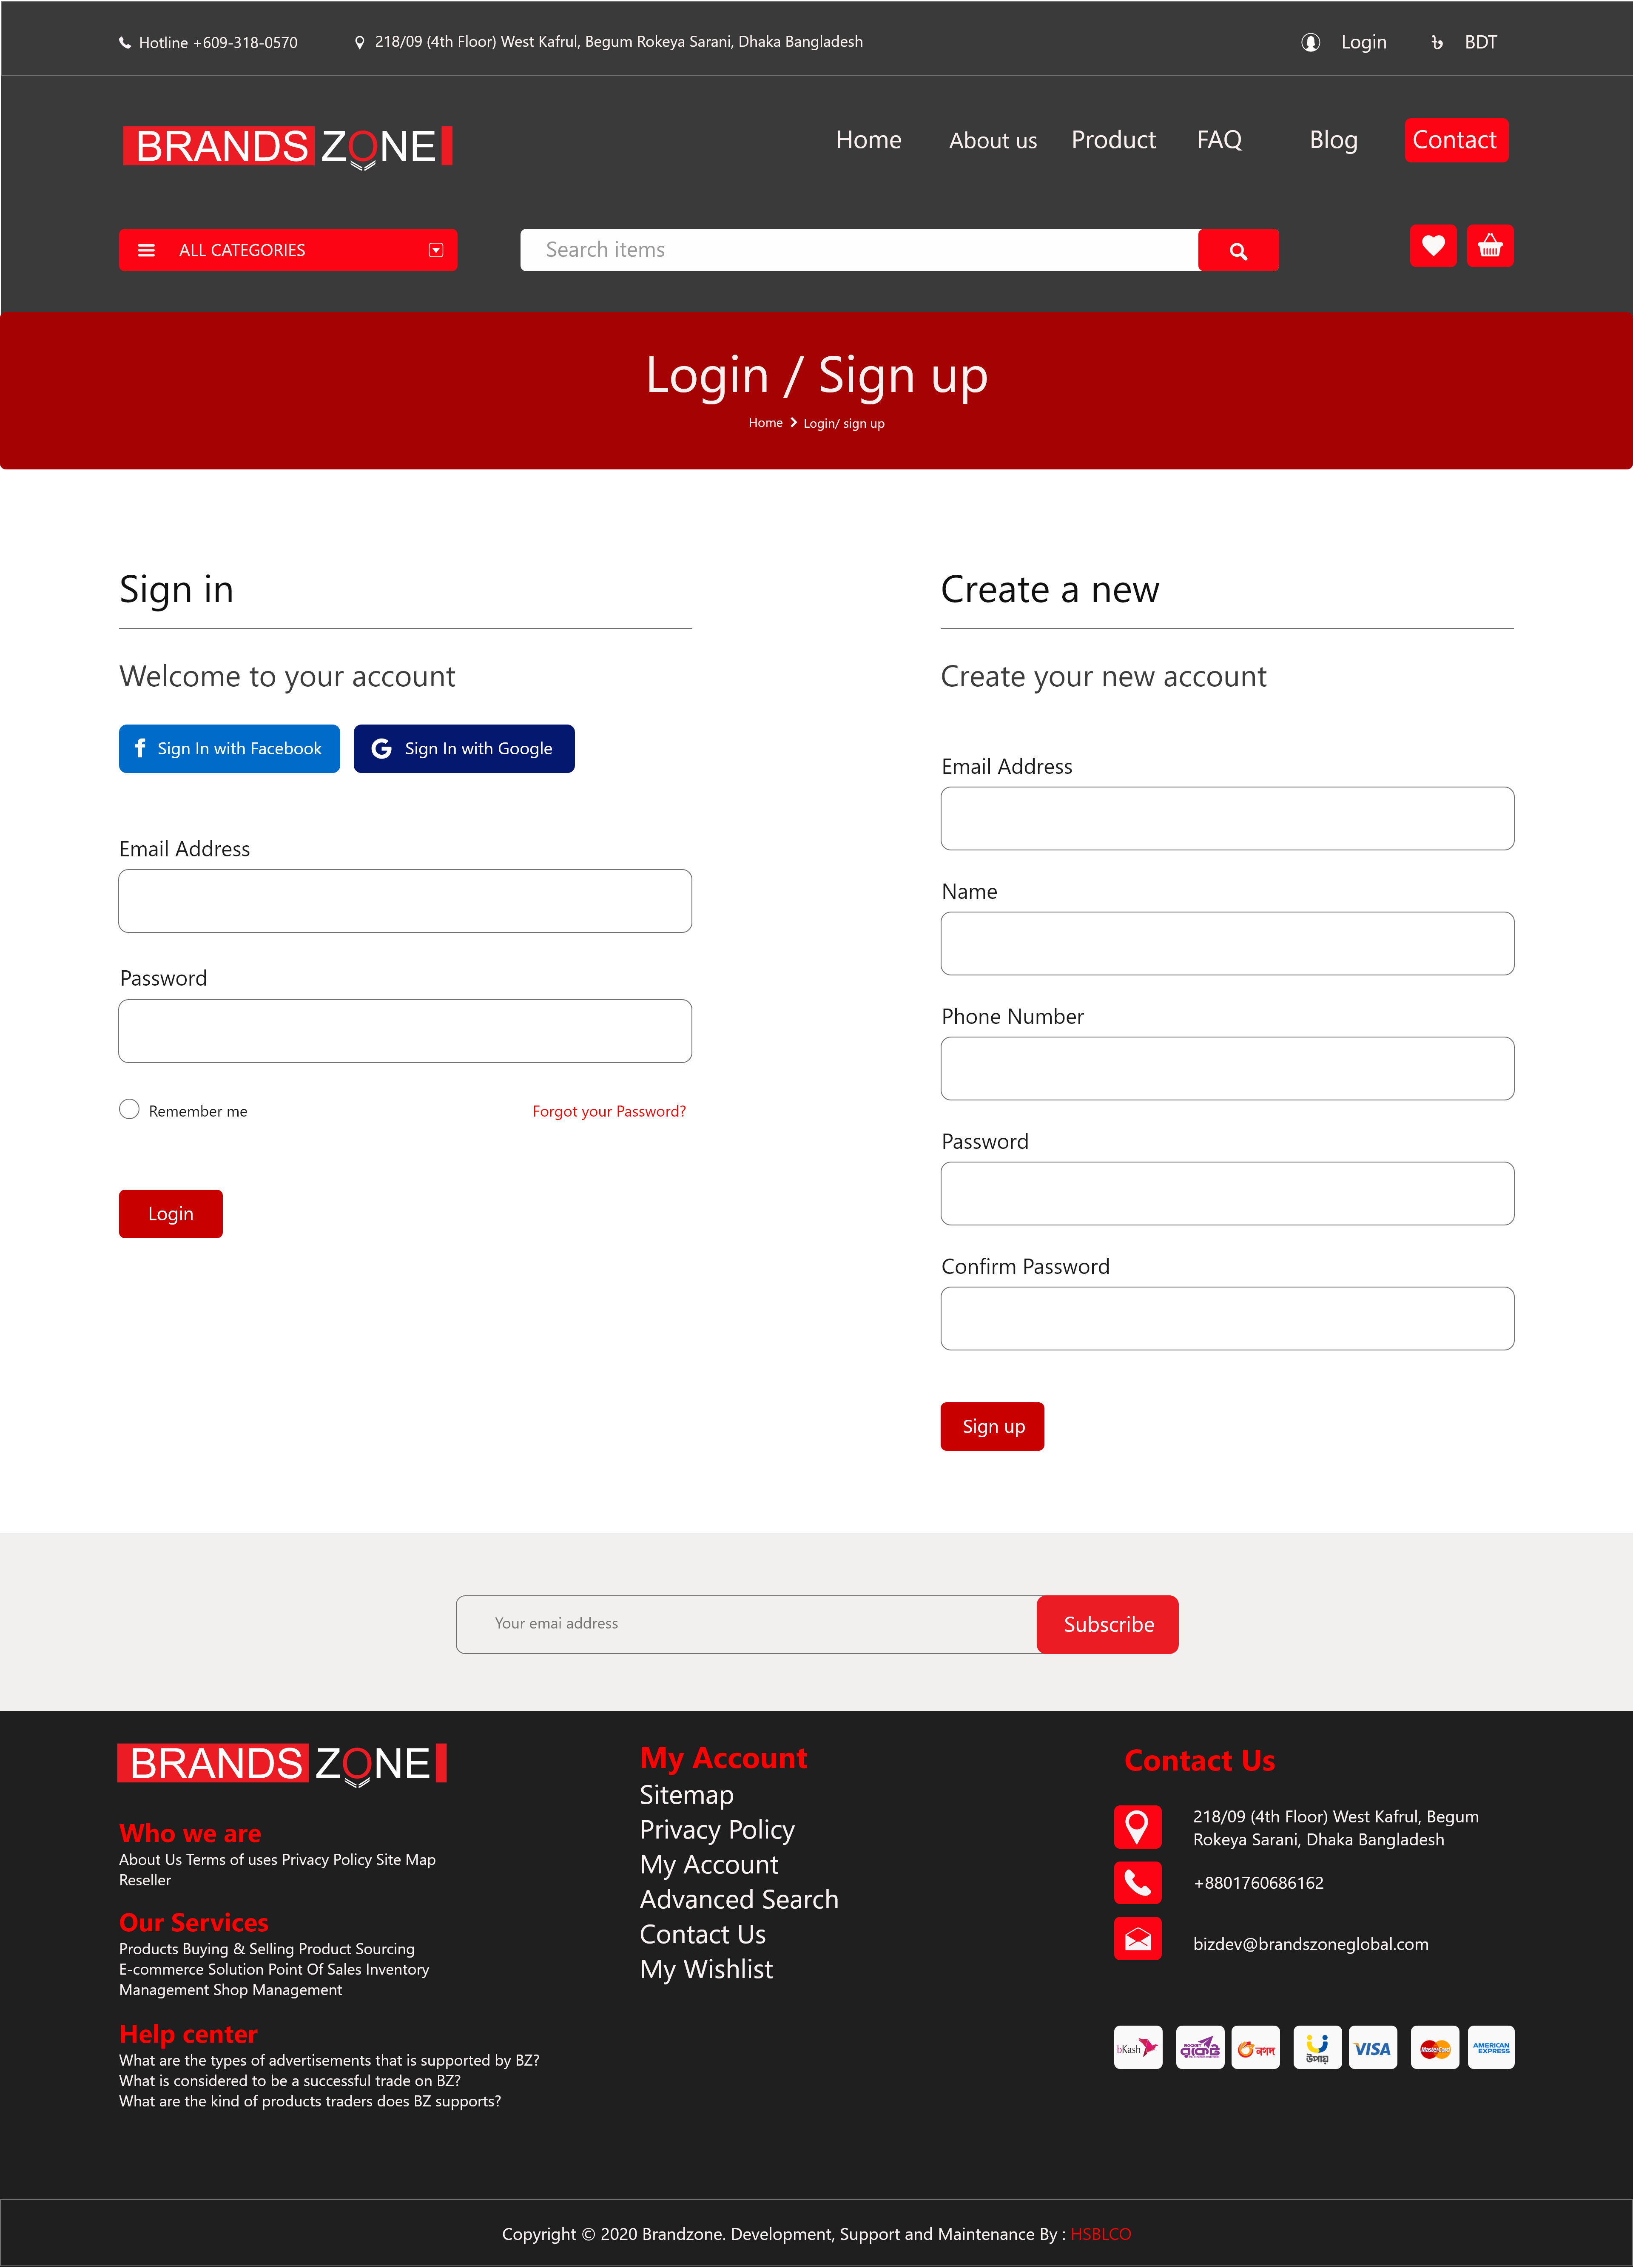 Hotline +609-318-0570
218/09 (4th Floor) West Kafrul, Begum Rokeya Sarani, Dhaka Bangladesh
Login
৳ BDT
BRANDS ZONE
Home
About us
Product
FAQ
Blog
Contact
ALL CATEGORIES
Search items
Login / Sign up
Home
Login/ sign up
Sign in
Welcome to your account
f Sign In with Facebook
G Sign In with Google
Email Address
Password
Remember me
Forgot your Password?
Login
Create a new
Create your new account
Email Address
Name
Phone Number
Password
Confirm Password
Sign up
Your emai address
Subscribe
BRANDS ZONE
Who we are
About Us Terms of uses Privacy Policy Site Map
Reseller
Our Services
Products Buying & Selling Product Sourcing
E-commerce Solution Point Of Sales Inventory
Management Shop Management
Help center
What are the types of advertisements that is supported by BZ?
What is considered to be a successful trade on BZ?
What are the kind of products traders does BZ supports?
My Account
Sitemap
Privacy Policy
My Account
Advanced Search
Contact Us
My Wishlist
Contact Us
218/09 (4th Floor) West Kafrul, Begum
Rokeya Sarani, Dhaka Bangladesh
+8801760686162
bizdev@brandszoneglobal.com
bKash
রকেট
নগদ
উপায়
VISA
MasterCard
AMERICAN
EXPRESS
Copyright © 2020 Brandzone. Development, Support and Maintenance By : HSBLCO